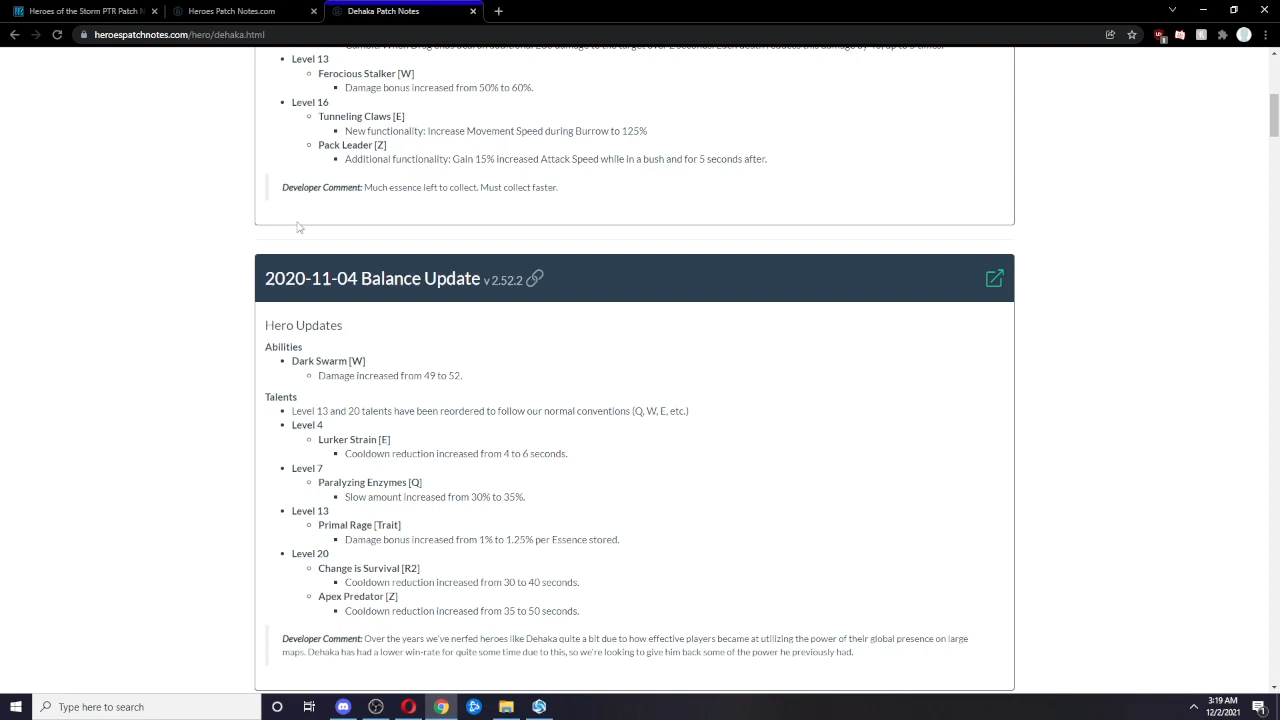 Heroes of the Storm PTR Patch N
Heroes Patch Notes.com
Dehaka Patch Notes
heroespatchnotes.com/hero/dehaka.html
Level 13
Ferocious Stalker [W]
Damage bonus increased from 50% to 60%.
Level 16
Tunneling Claws [E]
New functionality: Increase Movement Speed during Burrow to 125%
Pack Leader [Z]
Additional functionality: Gain 15% increased Attack Speed while in a bush and for 5 seconds after.
Developer Comment: Much essence left to collect. Must collect faster.
2020-11-04 Balance Update v 2.52.2
Hero Updates
Abilities
Dark Swarm [W]
Damage increased from 49 to 52.
Talents
Level 13 and 20 talents have been reordered to follow our normal conventions (Q, W, E, etc.)
Level 4
Lurker Strain [E]
Cooldown reduction increased from 4 to 6 seconds.
Level 7
Paralyzing Enzymes [Q]
Slow amount increased from 30% to 35%.
Level 13
Primal Rage [Trait]
Damage bonus increased from 1% to 1.25% per Essence stored.
Level 20
Change is Survival [R2]
Cooldown reduction increased from 30 to 40 seconds.
Apex Predator [Z]
Cooldown reduction increased from 35 to 50 seconds.
Developer Comment: Over the years we've nerfed heroes like Dehaka quite a bit due to how effective players became at utilizing the power of their global presence on large
maps. Dehaka has had a lower win-rate for quite some time due to this, so we're looking to give him back some of the power he previously had.
Type here to search
3:19 AM
12/2/2021